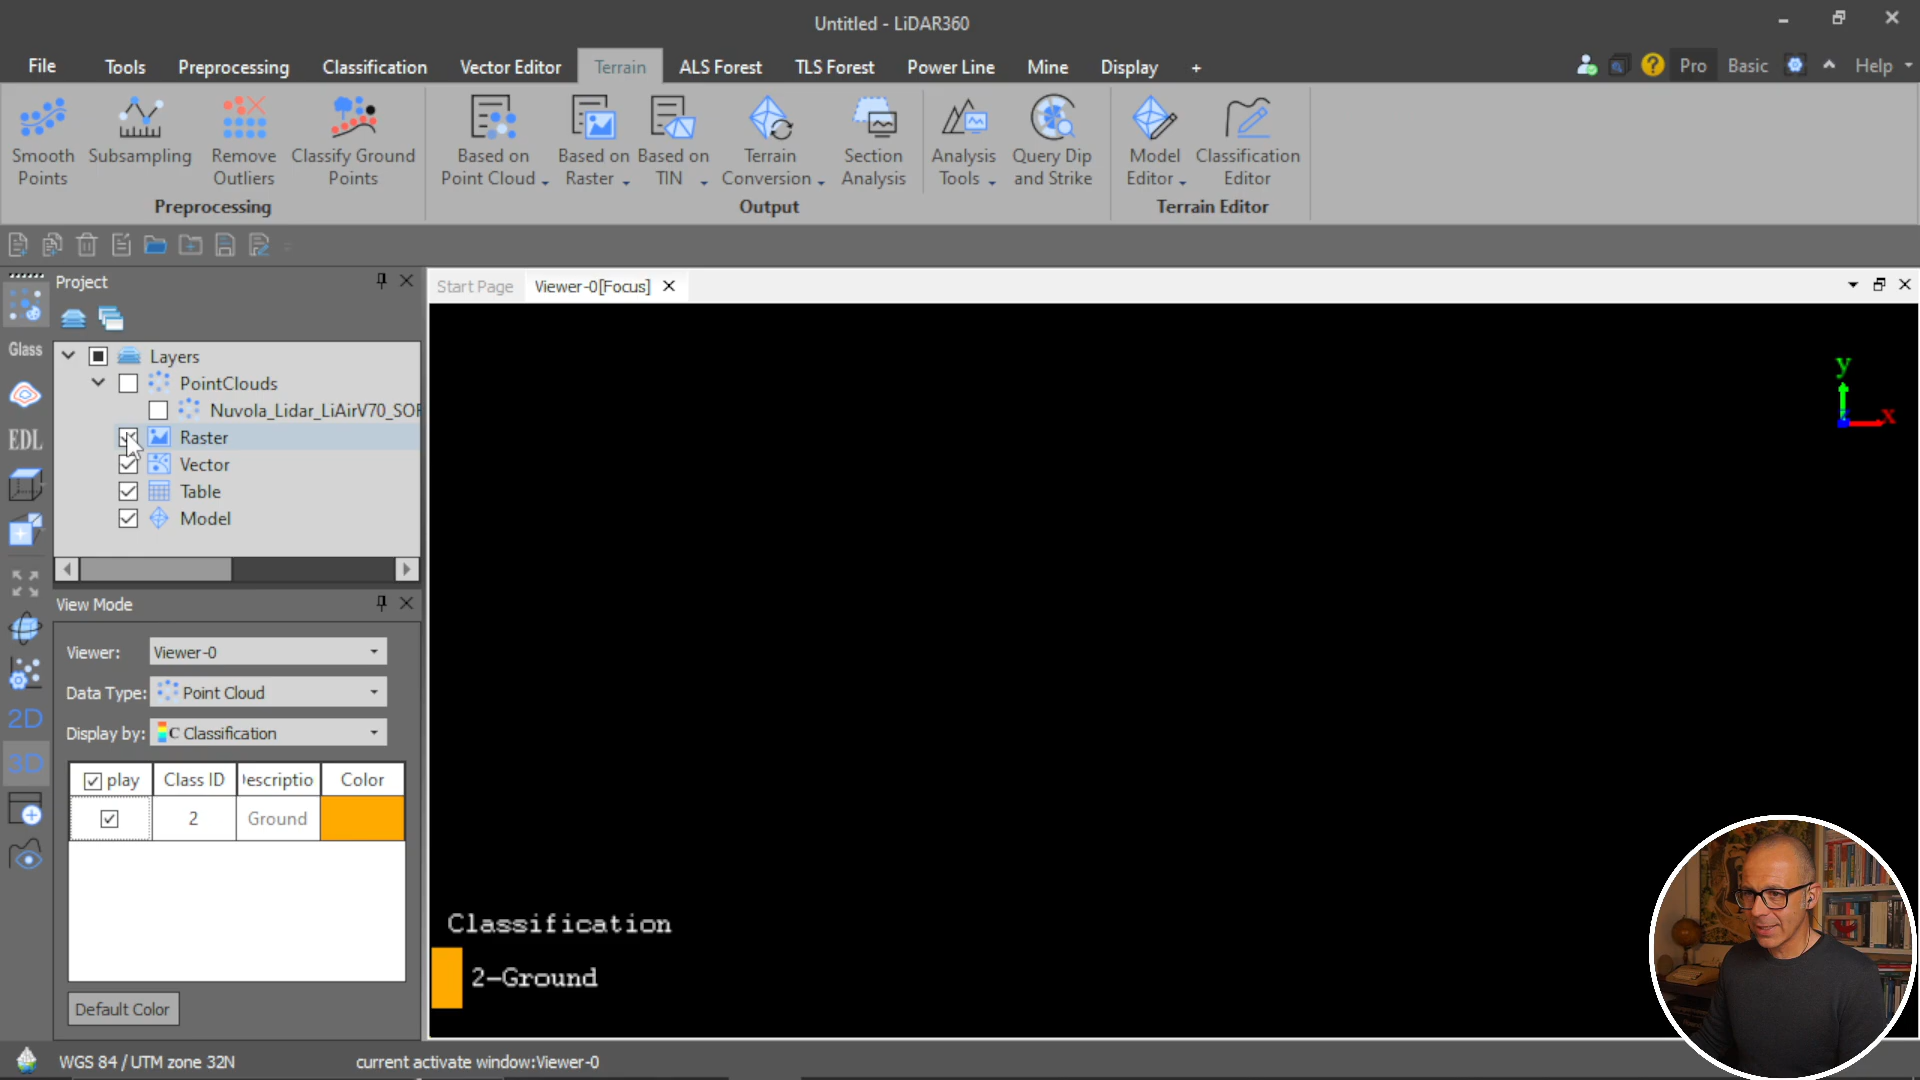 Untitled - LiDAR360
File Tools Preprocessing Classification Vector Editor Terrain ALS Forest TLS Forest Power Line Mine Display + Pro Basic Help
Smooth Points
Subsampling
Remove Outliers
Classify Ground Points
Based on Point Cloud
Based on Raster
Based on TIN
Terrain Conversion
Section Analysis
Analysis Tools
Query Dip and Strike
Model Editor
Classification Editor
Preprocessing Output Terrain Editor
Project
Start Page Viewer-0[Focus]
Glass
EDL
2D
3D
Layers
PointClouds
Nuvola_Lidar_LiAirV70_SOF
Raster
Vector
Table
Model
y
x
View Mode
Viewer: Viewer-0
Data Type: Point Cloud
Display by: C Classification
play Class ID escriptio Color
2 Ground
Default Color
Classification
2-Ground
WGS 84 / UTM zone 32N current activate window:Viewer-0